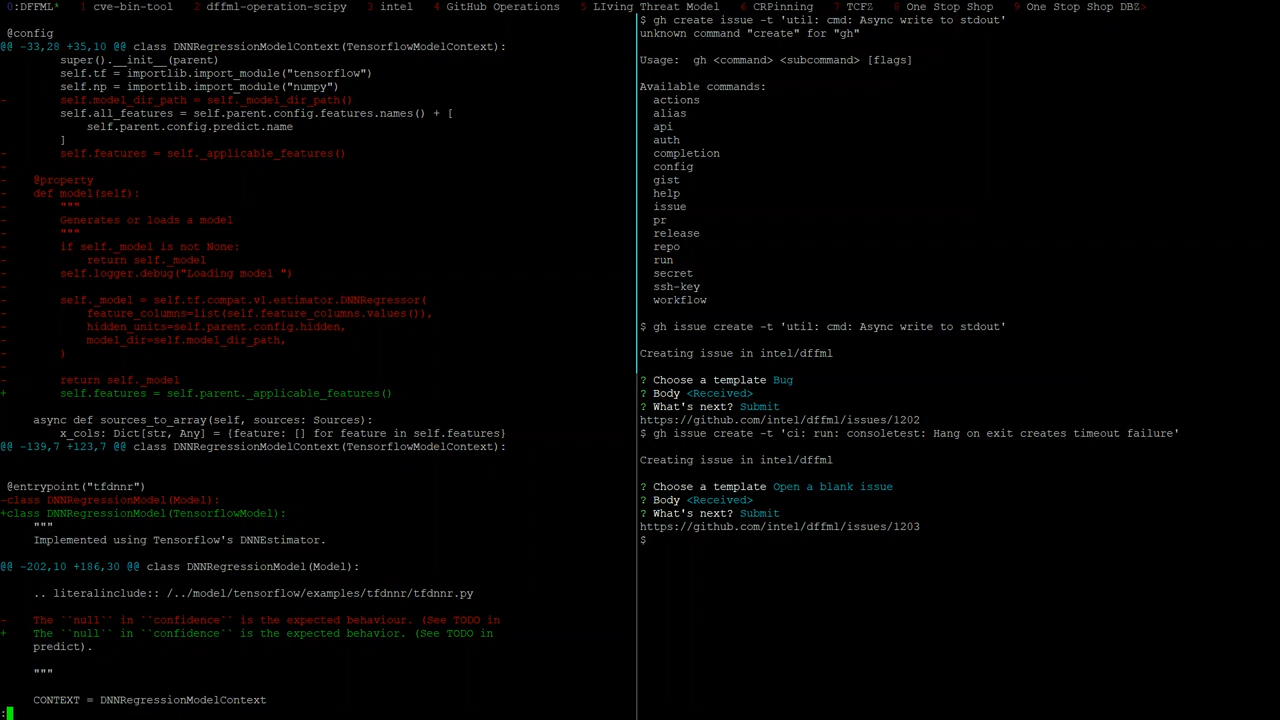 0:DFFML* 1 cve-bin-tool 2 dffml-operation-scipy 3 intel 4 GitHub Operations 5 LIving Threat Model 6 CRPinning 7 TCFZ 8 One Stop Shop 9 One Stop Shop DBZ>
@config
@@ -33,28 +35,10 @@ class DNNRegressionModelContext(TensorflowModelContext):
super().__init__(parent)
self.tf = importlib.import_module("tensorflow")
self.np = importlib.import_module("numpy")
- self.model_dir_path = self._model_dir_path()
self.all_features = self.parent.config.features.names() + [
self.parent.config.predict.name
]
- self.features = self._applicable_features()
-
- @property
- def model(self):
- """
- Generates or loads a model
- """
- if self._model is not None:
- return self._model
- self.logger.debug("Loading model ")
-
- self._model = self.tf.compat.v1.estimator.DNNRegressor(
- feature_columns=list(self.feature_columns.values()),
- hidden_units=self.parent.config.hidden,
- model_dir=self.model_dir_path,
- )
-
- return self._model
+ self.features = self.parent._applicable_features()
async def sources_to_array(self, sources: Sources):
x_cols: Dict[str, Any] = {feature: [] for feature in self.features}
@@ -139,7 +123,7 @@ class DNNRegressionModelContext(TensorflowModelContext):
@entrypoint("tfdnnr")
-class DNNRegressionModel(Model):
+class DNNRegressionModel(TensorflowModel):
"""
Implemented using Tensorflow's DNNEstimator.
@@ -202,10 +186,30 @@ class DNNRegressionModel(Model):
.. literalinclude:: /../model/tensorflow/examples/tfdnnr/tfdnnr.py
- The ``null`` in ``confidence`` is the expected behaviour. (See TODO in
+ The ``null`` in ``confidence`` is the expected behavior. (See TODO in
predict).
"""
CONTEXT = DNNRegressionModelContext
:
$ gh create issue -t 'util: cmd: Async write to stdout'
unknown command "create" for "gh"
Usage: gh <command> <subcommand> [flags]
Available commands:
actions
alias
api
auth
completion
config
gist
help
issue
pr
release
repo
run
secret
ssh-key
workflow
$ gh issue create -t 'util: cmd: Async write to stdout'
Creating issue in intel/dffml
? Choose a template Bug
? Body <Received>
? What's next? Submit
https://github.com/intel/dffml/issues/1202
$ gh issue create -t 'ci: run: consoletest: Hang on exit creates timeout failure'
Creating issue in intel/dffml
? Choose a template Open a blank issue
? Body <Received>
? What's next? Submit
https://github.com/intel/dffml/issues/1203
$